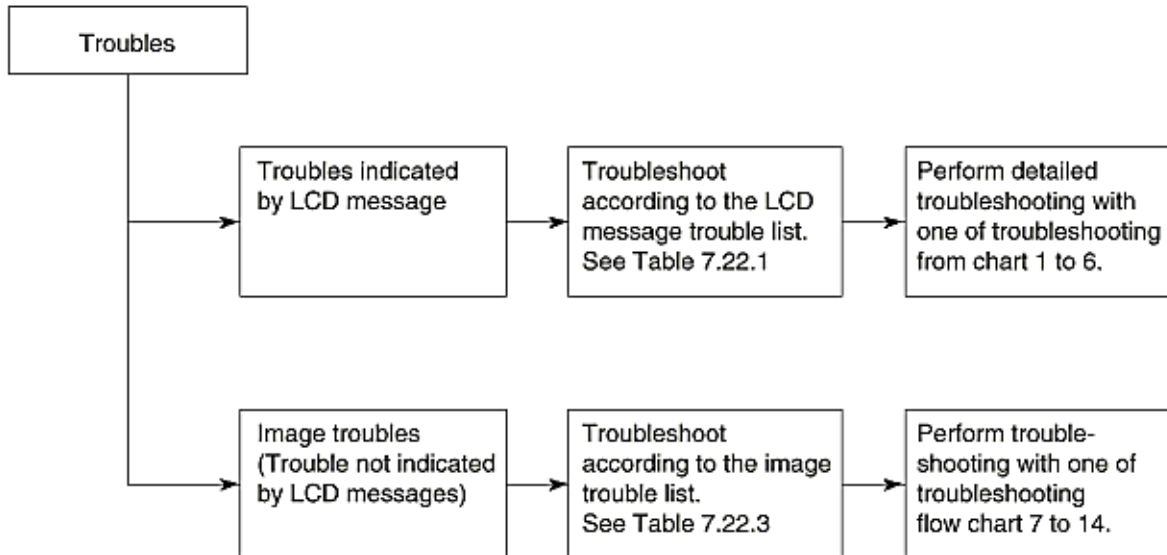 Troubles
Troubles indicated
by LCD message
Troubleshoot
according to the LCD
message trouble list.
See Table 7.22.1
Perform detailed
troubleshooting with
one of troubleshooting
from chart 1 to 6.
Image troubles
(Trouble not indicated
by LCD messages)
Troubleshoot
according to the image
trouble list.
See Table 7.22.3
Perform trouble-
shooting with one of
troubleshooting
flow chart 7 to 14.